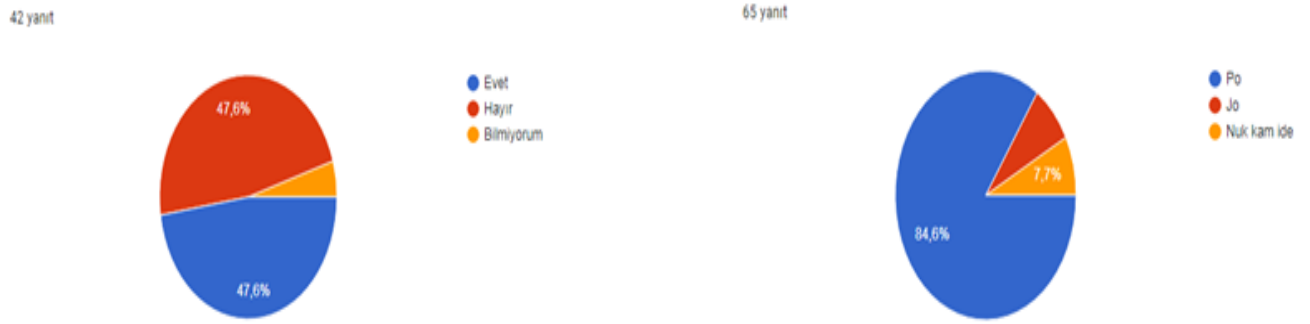 42 yanıt
47,6%
47,6%
Evet
Hayır
Bilmiyorum
65 yanıt
7,7%
84,6%
Po
Jo
Nuk kam ide